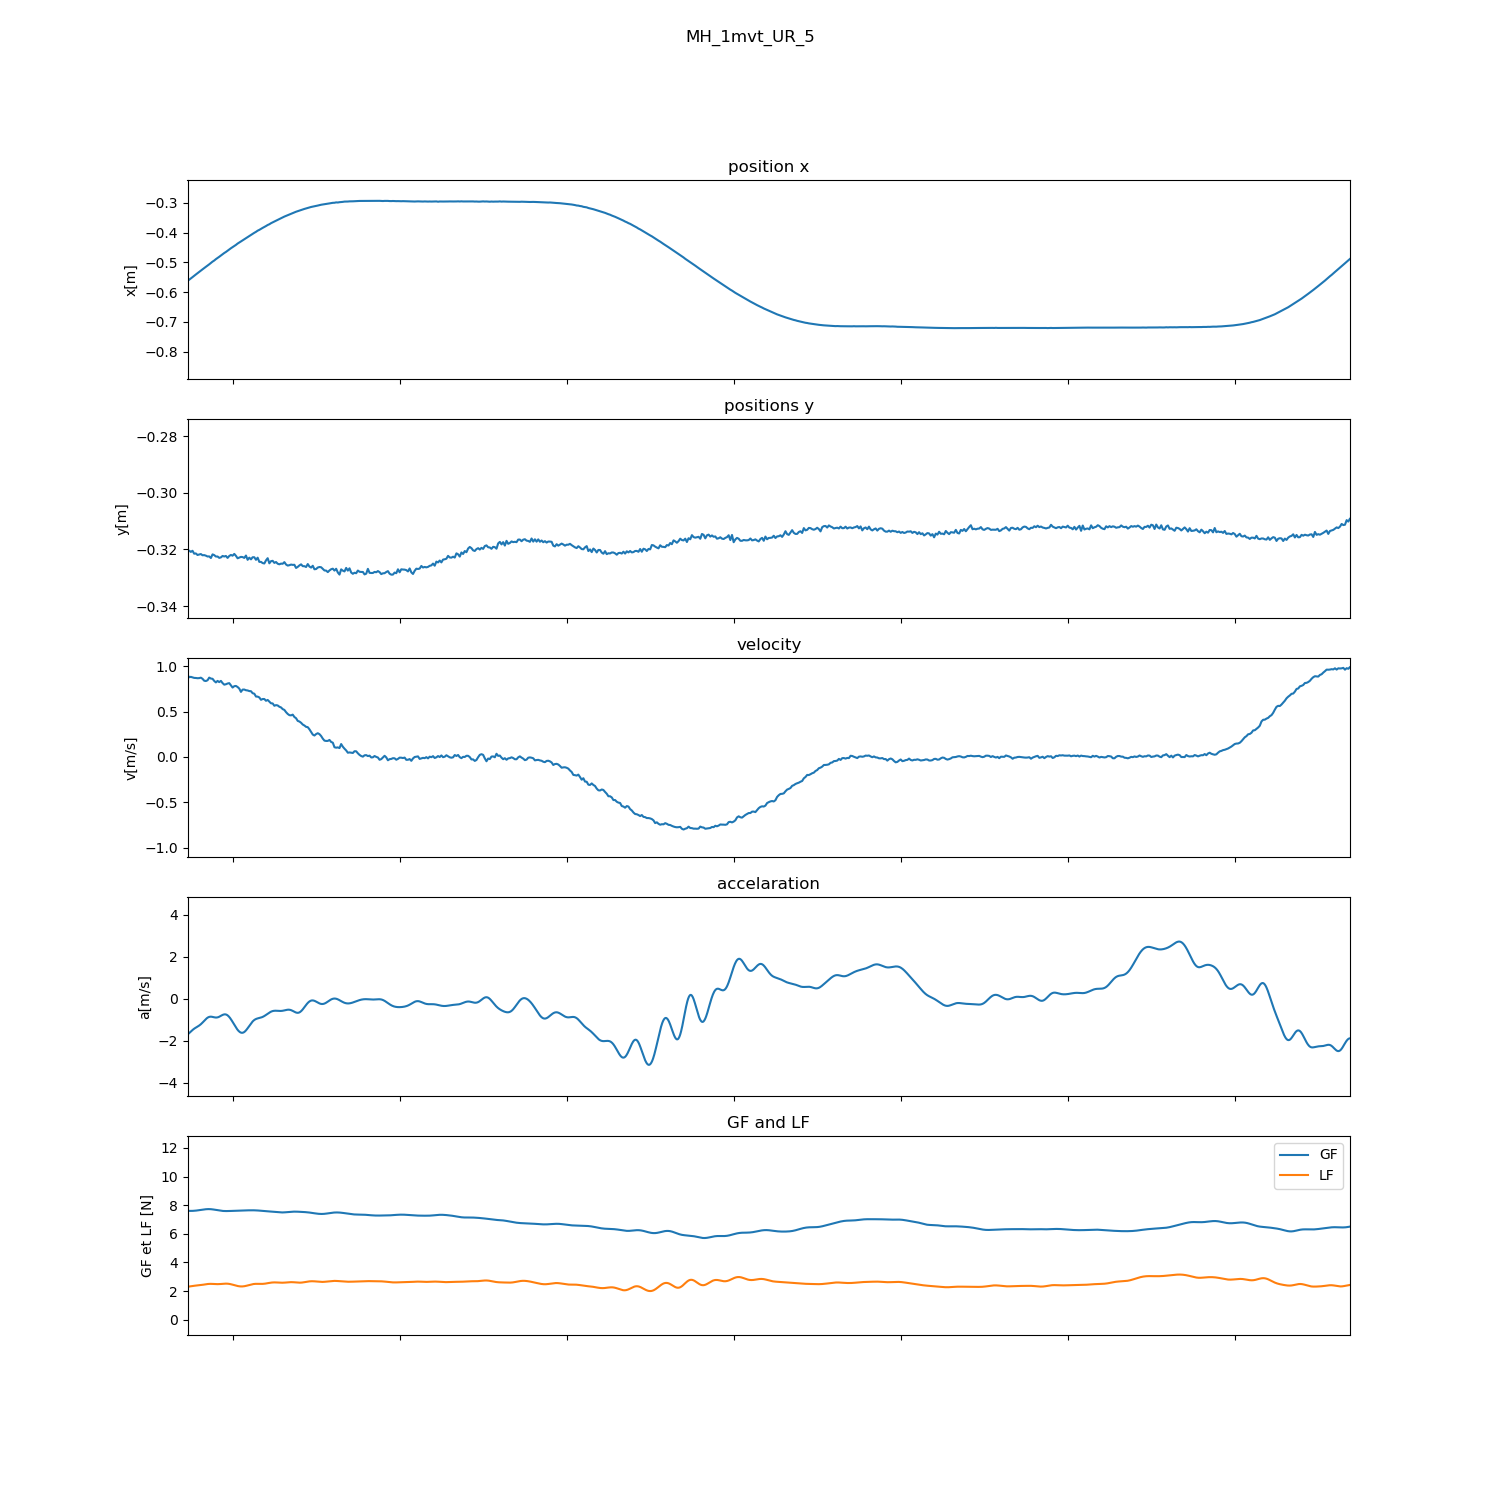 MH_1mvt_UR_5
position x
−0.3
−0.4
−0.5
−0.6
−0.7
−0.8
x[m]
positions y
−0.28
−0.30
−0.32
−0.34
y[m]
velocity
1.0
0.5
0.0
−0.5
−1.0
v[m/s]
accelaration
4
2
0
−2
−4
a[m/s]
GF and LF
12
10
8
6
4
2
0
GF et LF [N]
GF
LF